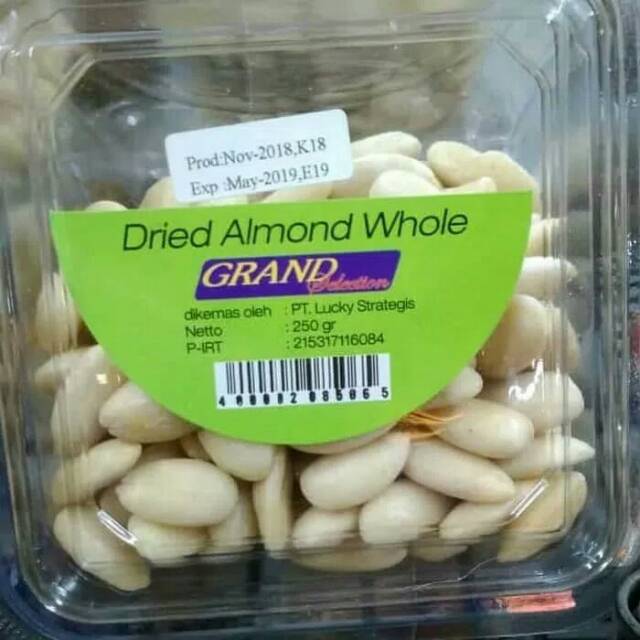 Prod:Nov-2018,K18
Exp :May-2019,E19
Dried Almond Whole
GRAND
Selection
dikemas oleh : PT. Lucky Strategis
Netto : 250 gr
P-IRT : 215317116084
4 00002 085065